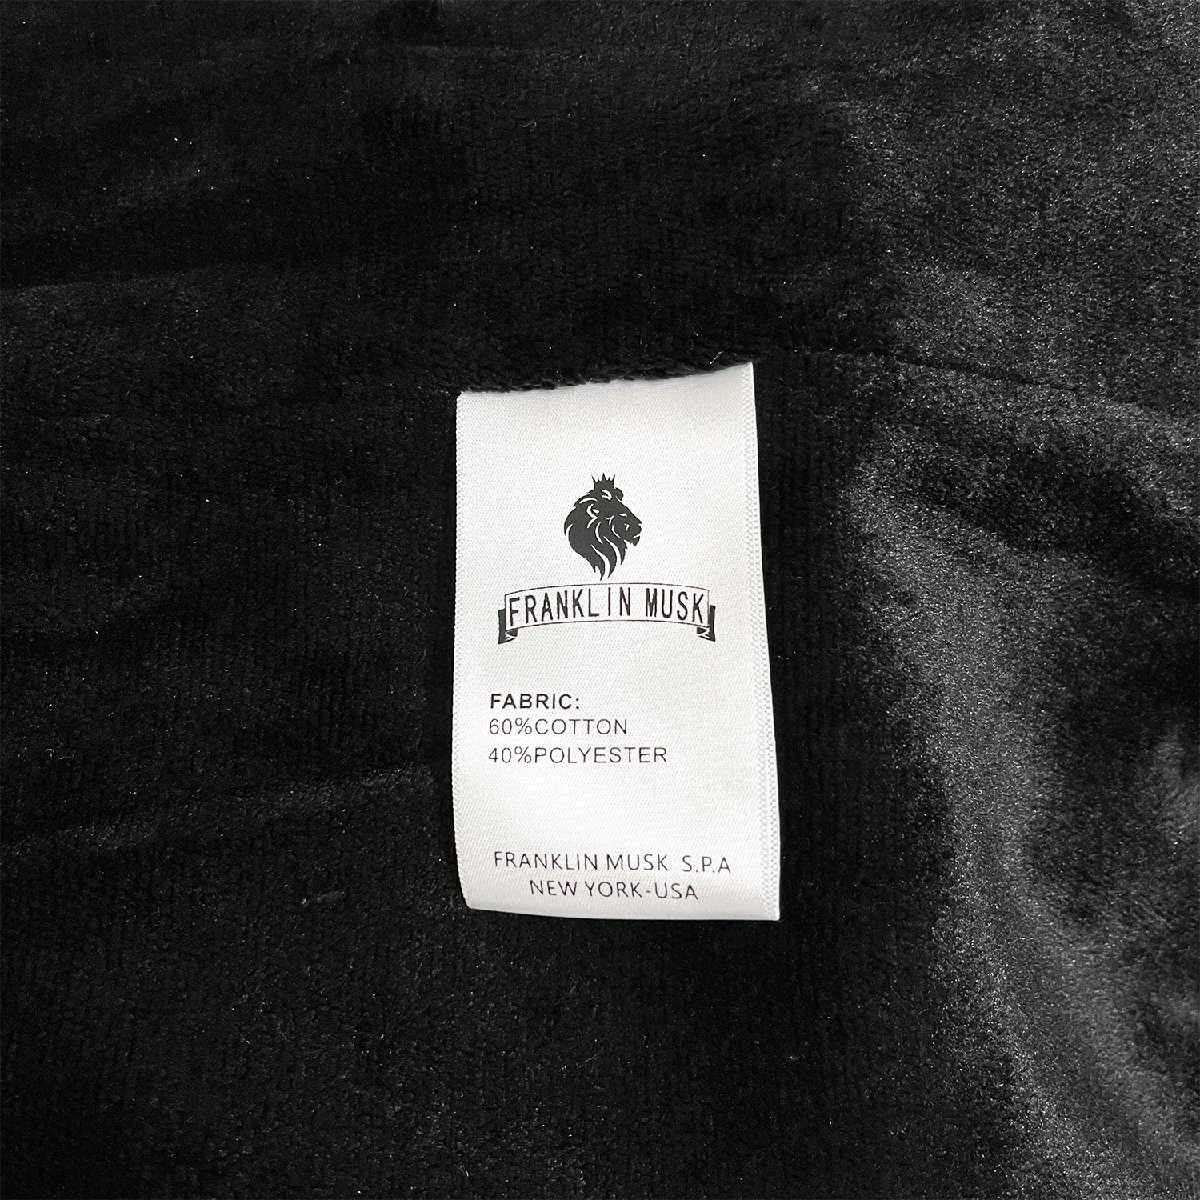 FRANKLIN MUSK
FABRIC:
60%COTTON
40%POLYESTER
FRANKLIN MUSK S.P.A
NEW YORK-USA